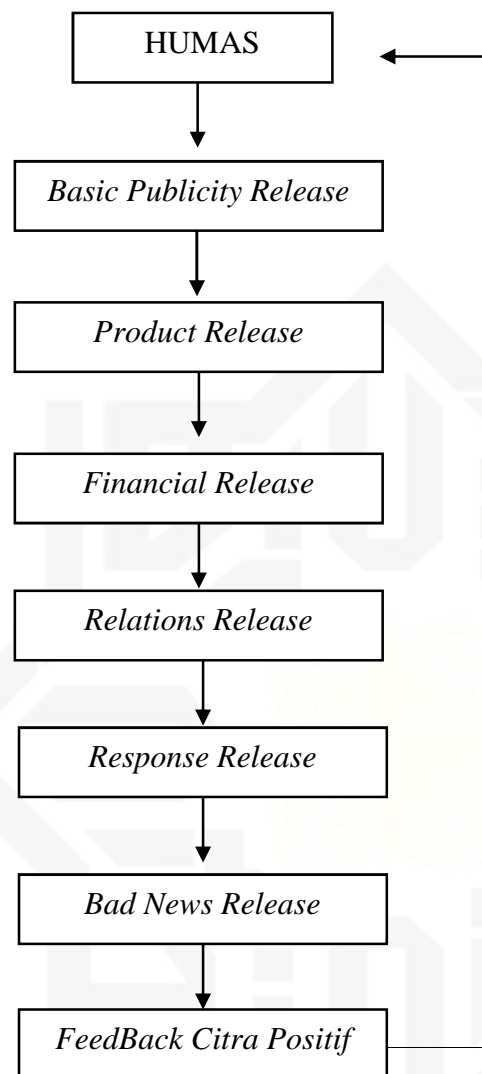 HUMAS
Basic Publicity Release
Product Release
Financial Release
Relations Release
Response Release
Bad News Release
FeedBack Citra Positif